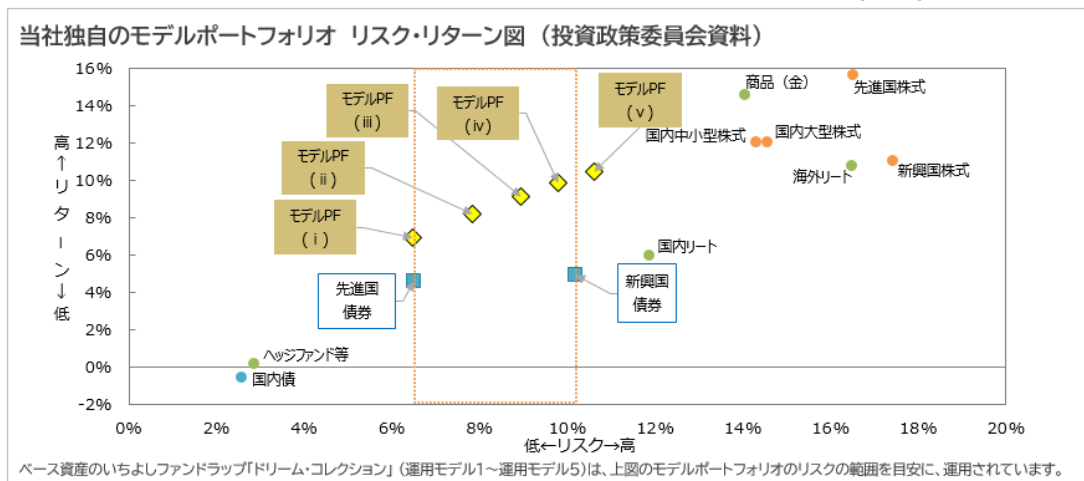 当社独自のモデルポートフォリオ リスク・リターン図 （投資政策委員会資料）
16%
14%
12%
10%
8%
6%
4%
2%
0%
-2%
高↑リターン↓低
モデルPF
(ⅰ)
モデルPF
(ⅱ)
モデルPF
(ⅲ)
モデルPF
(ⅳ)
モデルPF
(ⅴ)
商品（金）
先進国株式
国内中小型株式
国内大型株式
海外リート
新興国株式
国内リート
先進国
債券
新興国
債券
ヘッジファンド等
国内債
0%
2%
4%
6%
8%
10%
12%
14%
16%
18%
20%
低←リスク→高
ベース資産のいちよしファンドラップ「ドリーム・コレクション」（運用モデル1～運用モデル5)は、上図のモデルポートフォリオのリスクの範囲を目安に、運用されています。